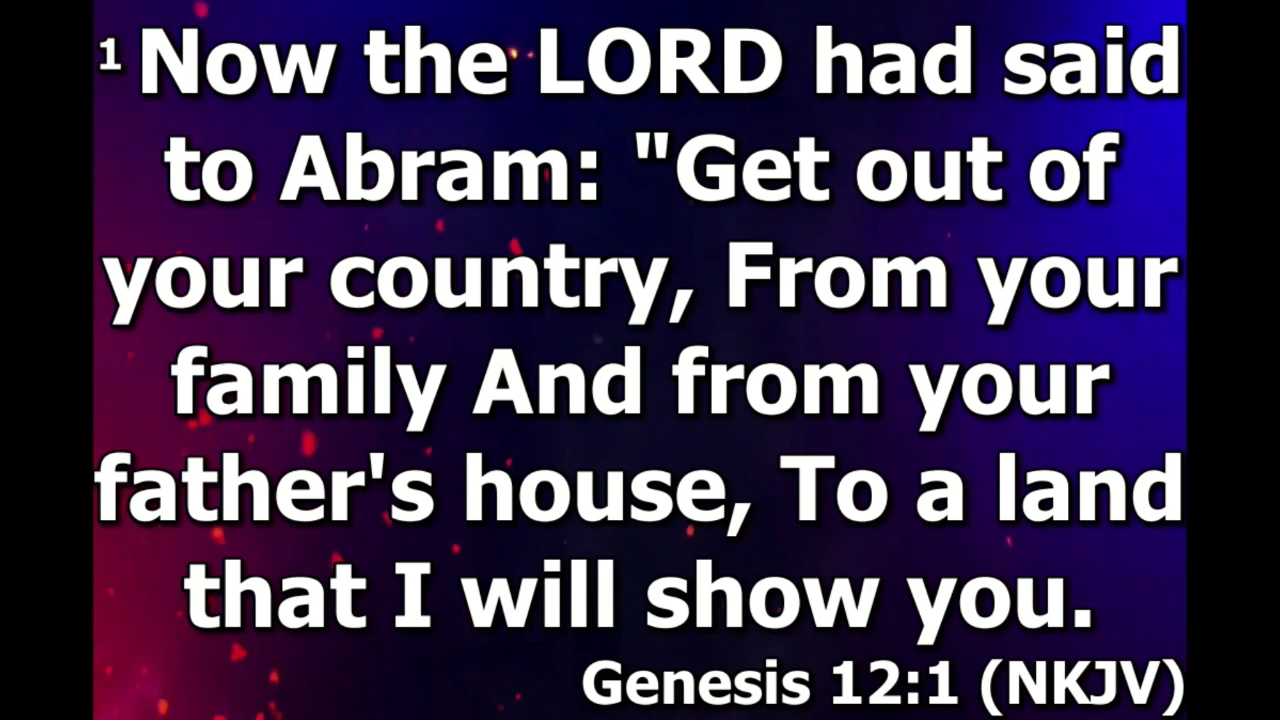 1 Now the LORD had said
to Abram: "Get out of
your country, From your
family And from your
father's house, To a land
that I will show you.
Genesis 12:1 (NKJV)